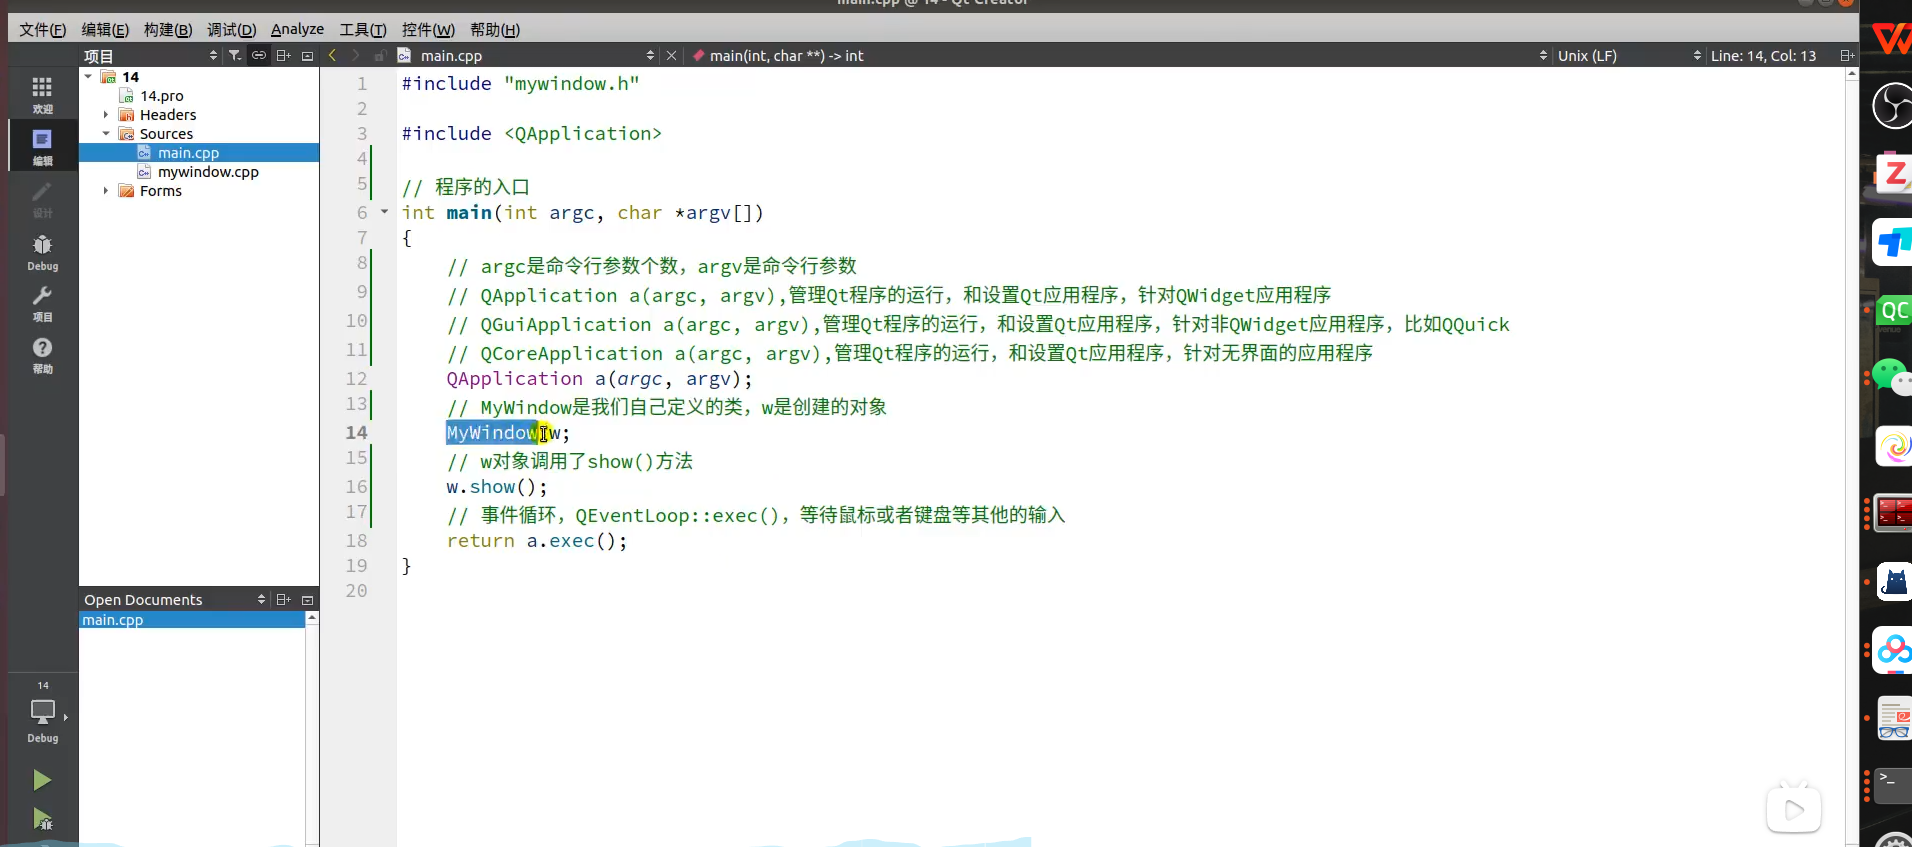 main.cpp @ 14 - Qt Creator
文件(F) 编辑(E) 构建(B) 调试(D) Analyze 工具(T) 控件(W) 帮助(H)
项目 main.cpp main(int, char **) -> int Unix (LF) Line: 14, Col: 13
欢迎
编辑
设计
Debug
项目
帮助
14
14.pro
Headers
Sources
main.cpp
mywindow.cpp
Forms
Open Documents
main.cpp
14
Debug
1 #include "mywindow.h"
2
3 #include <QApplication>
4
5 // 程序的入口
6 int main(int argc, char *argv[])
7 {
8 // argc是命令行参数个数，argv是命令行参数
9 // QApplication a(argc, argv),管理Qt程序的运行，和设置Qt应用程序，针对QWidget应用程序
10 // QGuiApplication a(argc, argv),管理Qt程序的运行，和设置Qt应用程序，针对非QWidget应用程序，比如QQuick
11 // QCoreApplication a(argc, argv),管理Qt程序的运行，和设置Qt应用程序，针对无界面的应用程序
12 QApplication a(argc, argv);
13 // MyWindow是我们自己定义的类，w是创建的对象
14 MyWindow w;
15 // w对象调用了show()方法
16 w.show();
17 // 事件循环，QEventLoop::exec()，等待鼠标或者键盘等其他的输入
18 return a.exec();
19 }
20
Z
QC